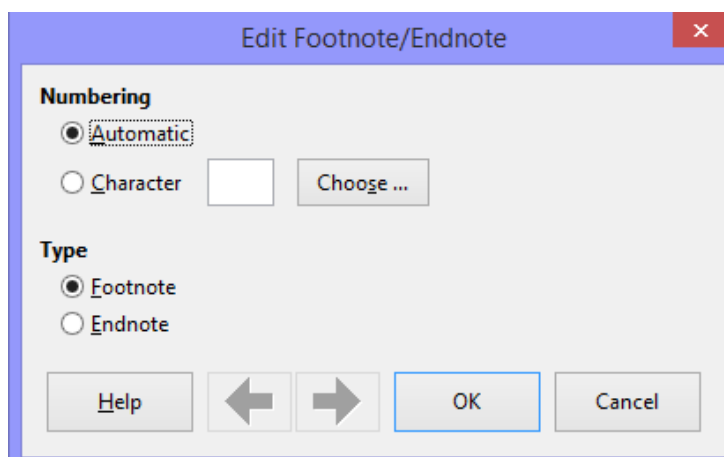 Edit Footnote/Endnote
Numbering
Automatic
Character Choose ...
Type
Footnote
Endnote
Help OK Cancel